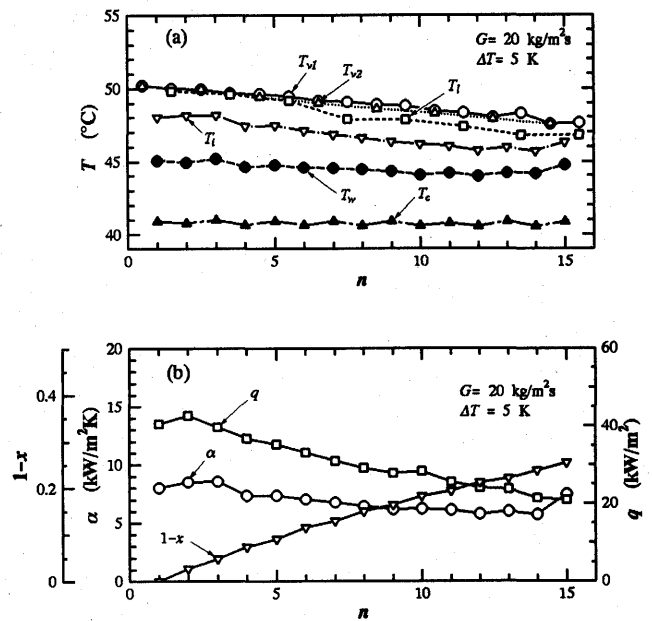 (a)
G= 20 kg/m²s
ΔT= 5 K
T_v1
T_v2
T_l
T_i
T_w
T_c
T (°C)
55
50
45
40
0
5
10
15
n
(b)
G= 20 kg/m²s
ΔT = 5 K
q
α
1-x
1-x
0.4
0.2
0
α (kW/m²K)
20
15
10
5
0
q (kW/m²)
60
40
20
0
0
5
10
15
n